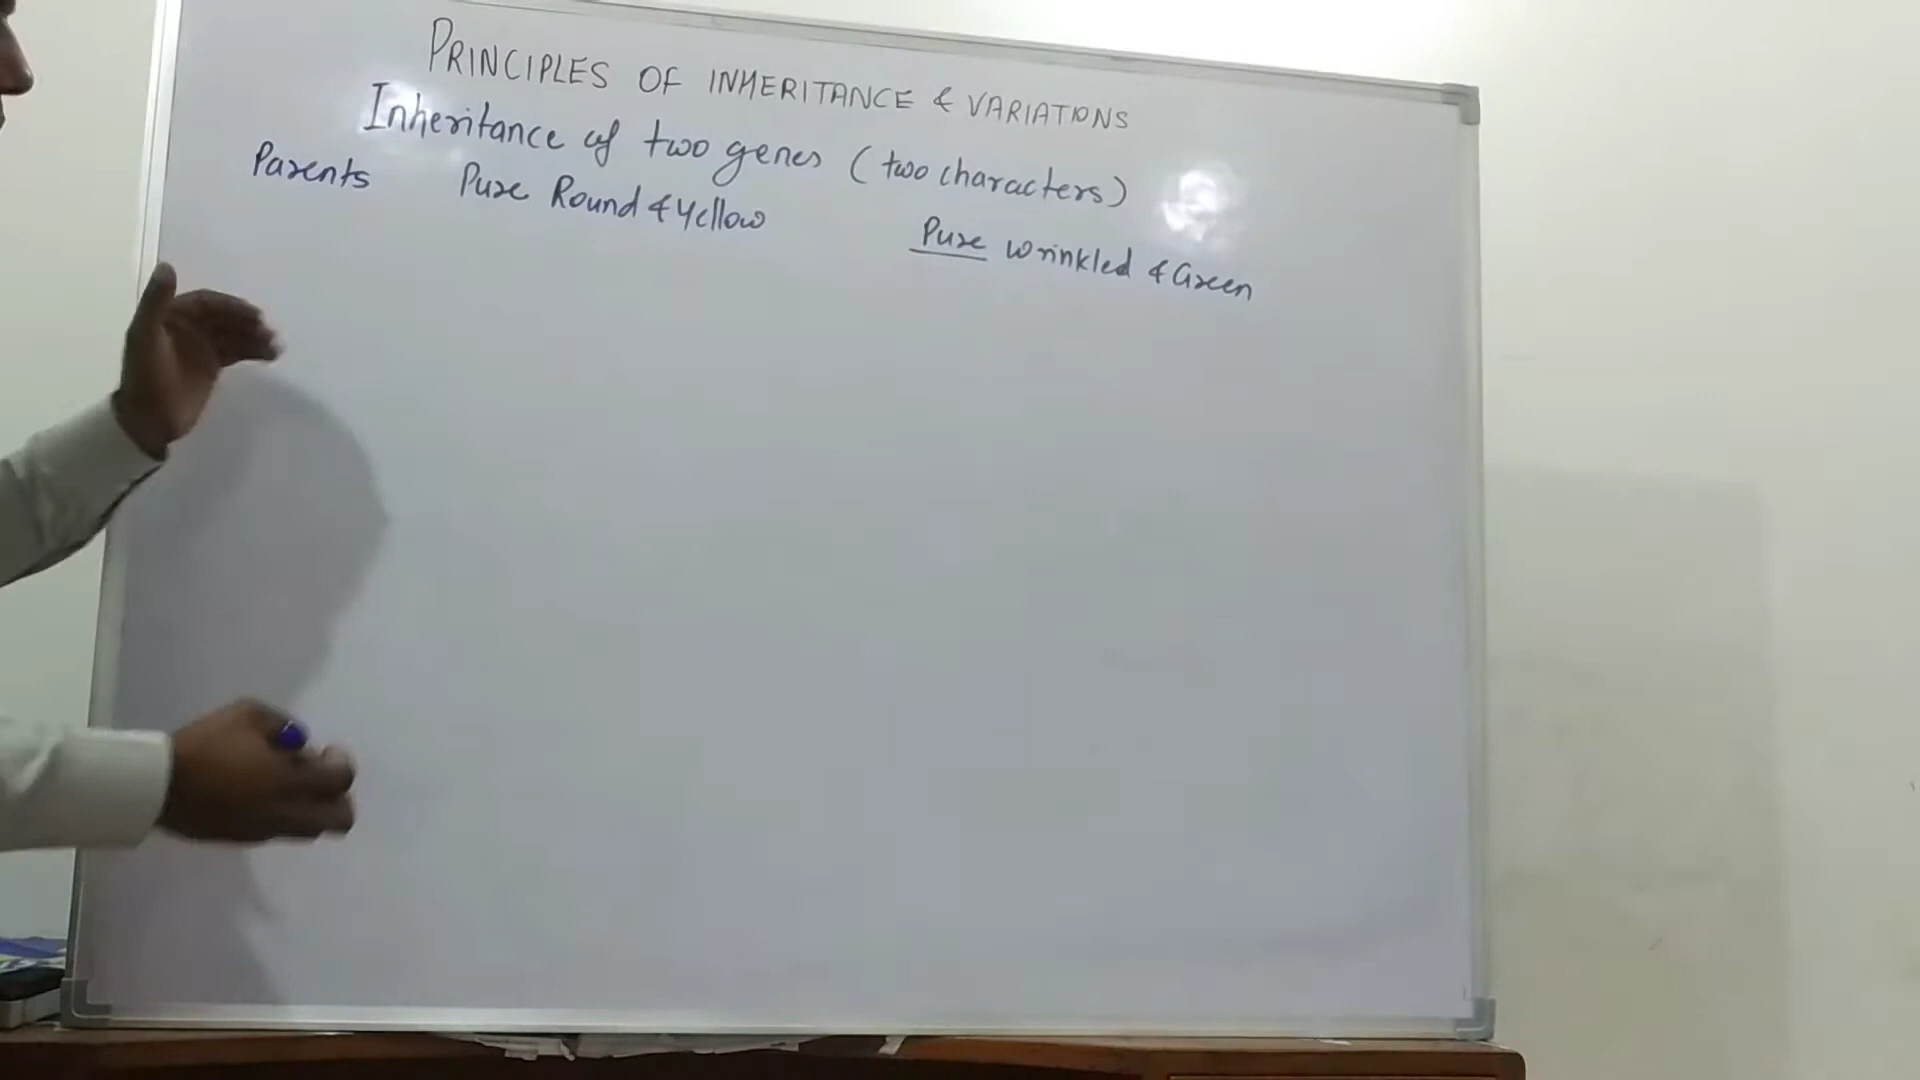 PRINCIPLES OF INHERITANCE & VARIATIONS
Inheritance of two genes (two characters)
Parents Pure Round & Yellow Pure wrinkled & Green